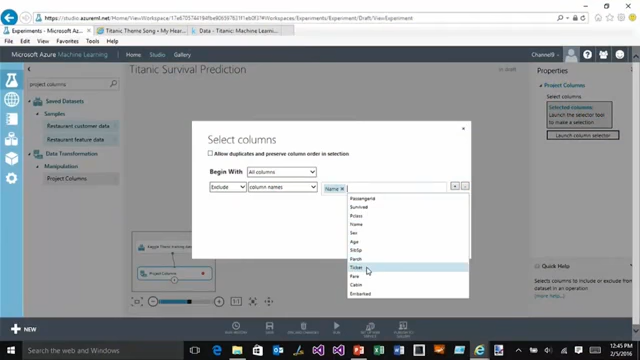 https://studio.azureml.net/Home/ViewWorkspace
Experiments - Microsoft Az...
Titanic Theme Song - My Hear...
Data - Titanic: Machine Learn...
File Edit View Favorites Tools Help
Microsoft Azure Machine Learning
Home Studio Gallery
Channel9
Titanic Survival Prediction
In draft
project columns
Saved Datasets
Samples
Restaurant customer data
Restaurant feature data
Data Transformation
Manipulation
Project Columns
Properties
Project Columns
Select columns
Selected columns:
Launch the selector tool to make a selection
Launch column selector
Select columns
Allow duplicates and preserve column order in selection
Begin With All columns
Exclude column names Name
PassengerId
Survived
Pclass
Name
Sex
Age
SibSp
Parch
Ticket
Fare
Cabin
Embarked
Project Columns
1:1
Quick Help
Selects columns to include or exclude from a dataset in an operation
(more help...)
NEW
Search the web and Windows
12:45 PM
2/5/2016